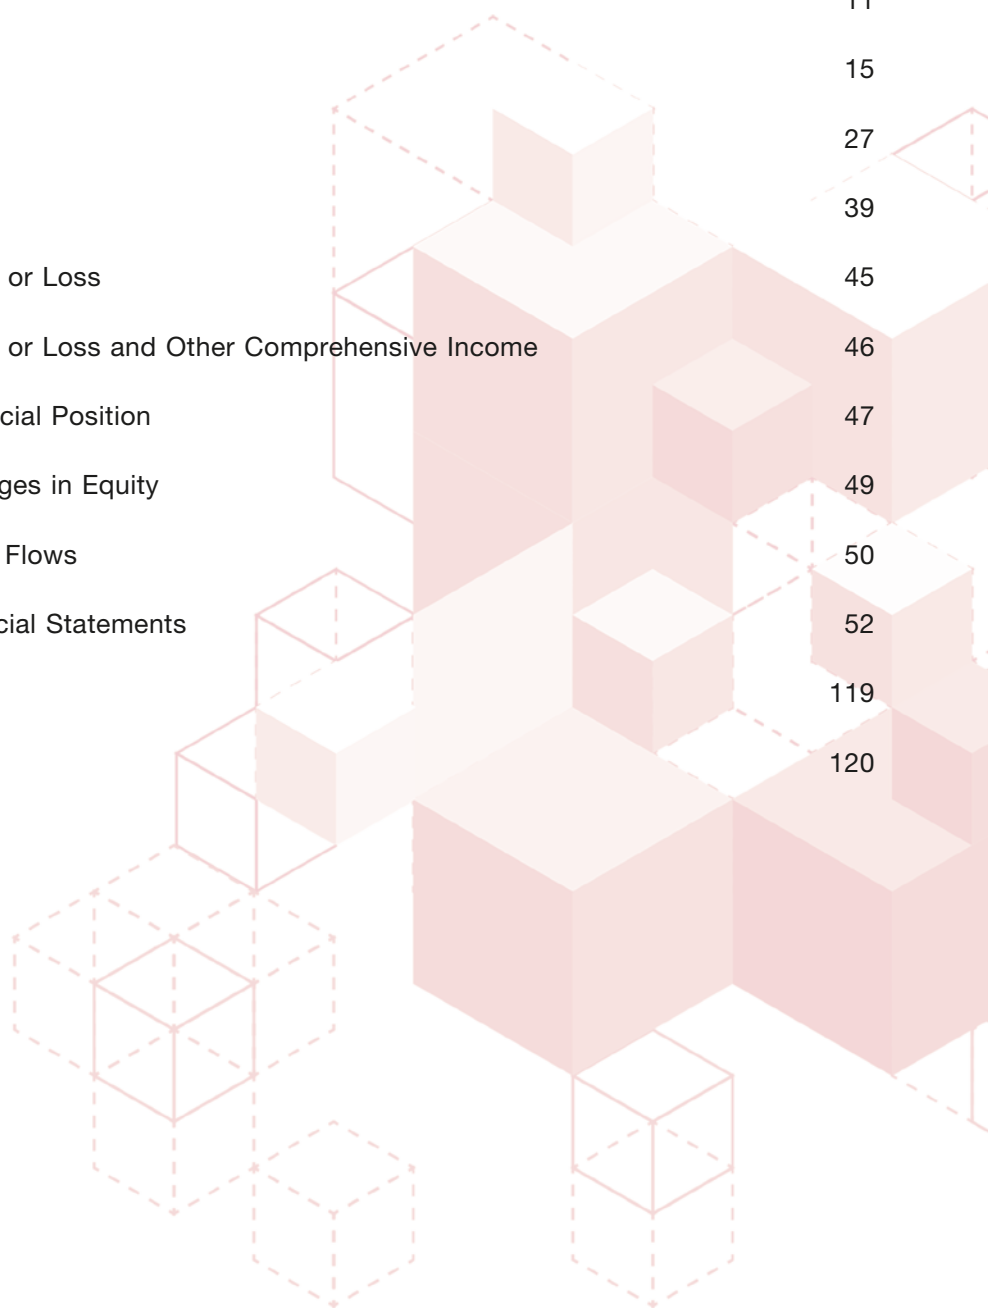 11
15
27
39
or Loss 45
or Loss and Other Comprehensive Income 46
cial Position 47
ges in Equity 49
Flows 50
cial Statements 52
119
120